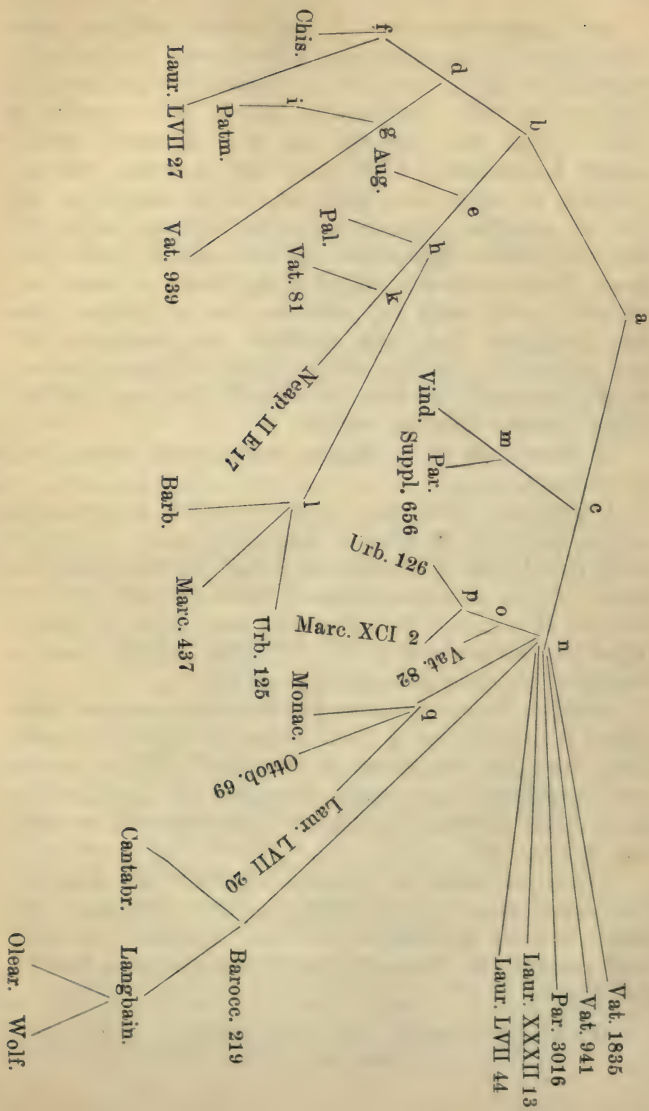 a
b
c
d
f
Chis.
Laur. LVII 27
g
i
Patm.
Vat. 939
e
Aug.
h
Pal.
k
Vat. 81
Neap. II E 17
l
Barb.
Marc. 437
Urb. 125
m
Vind.
Par.
Suppl. 656
n
o
p
Urb. 126
Marc. XCI 2
Vat. 82
q
Monac.
Ottob. 69
Laur. LVII 20
Vat. 1835
Vat. 941
Par. 3016
Laur. XXXII 13
Laur. LVII 44
Barocc. 219
Cantabr.
Langbain.
Olear.
Wolf.